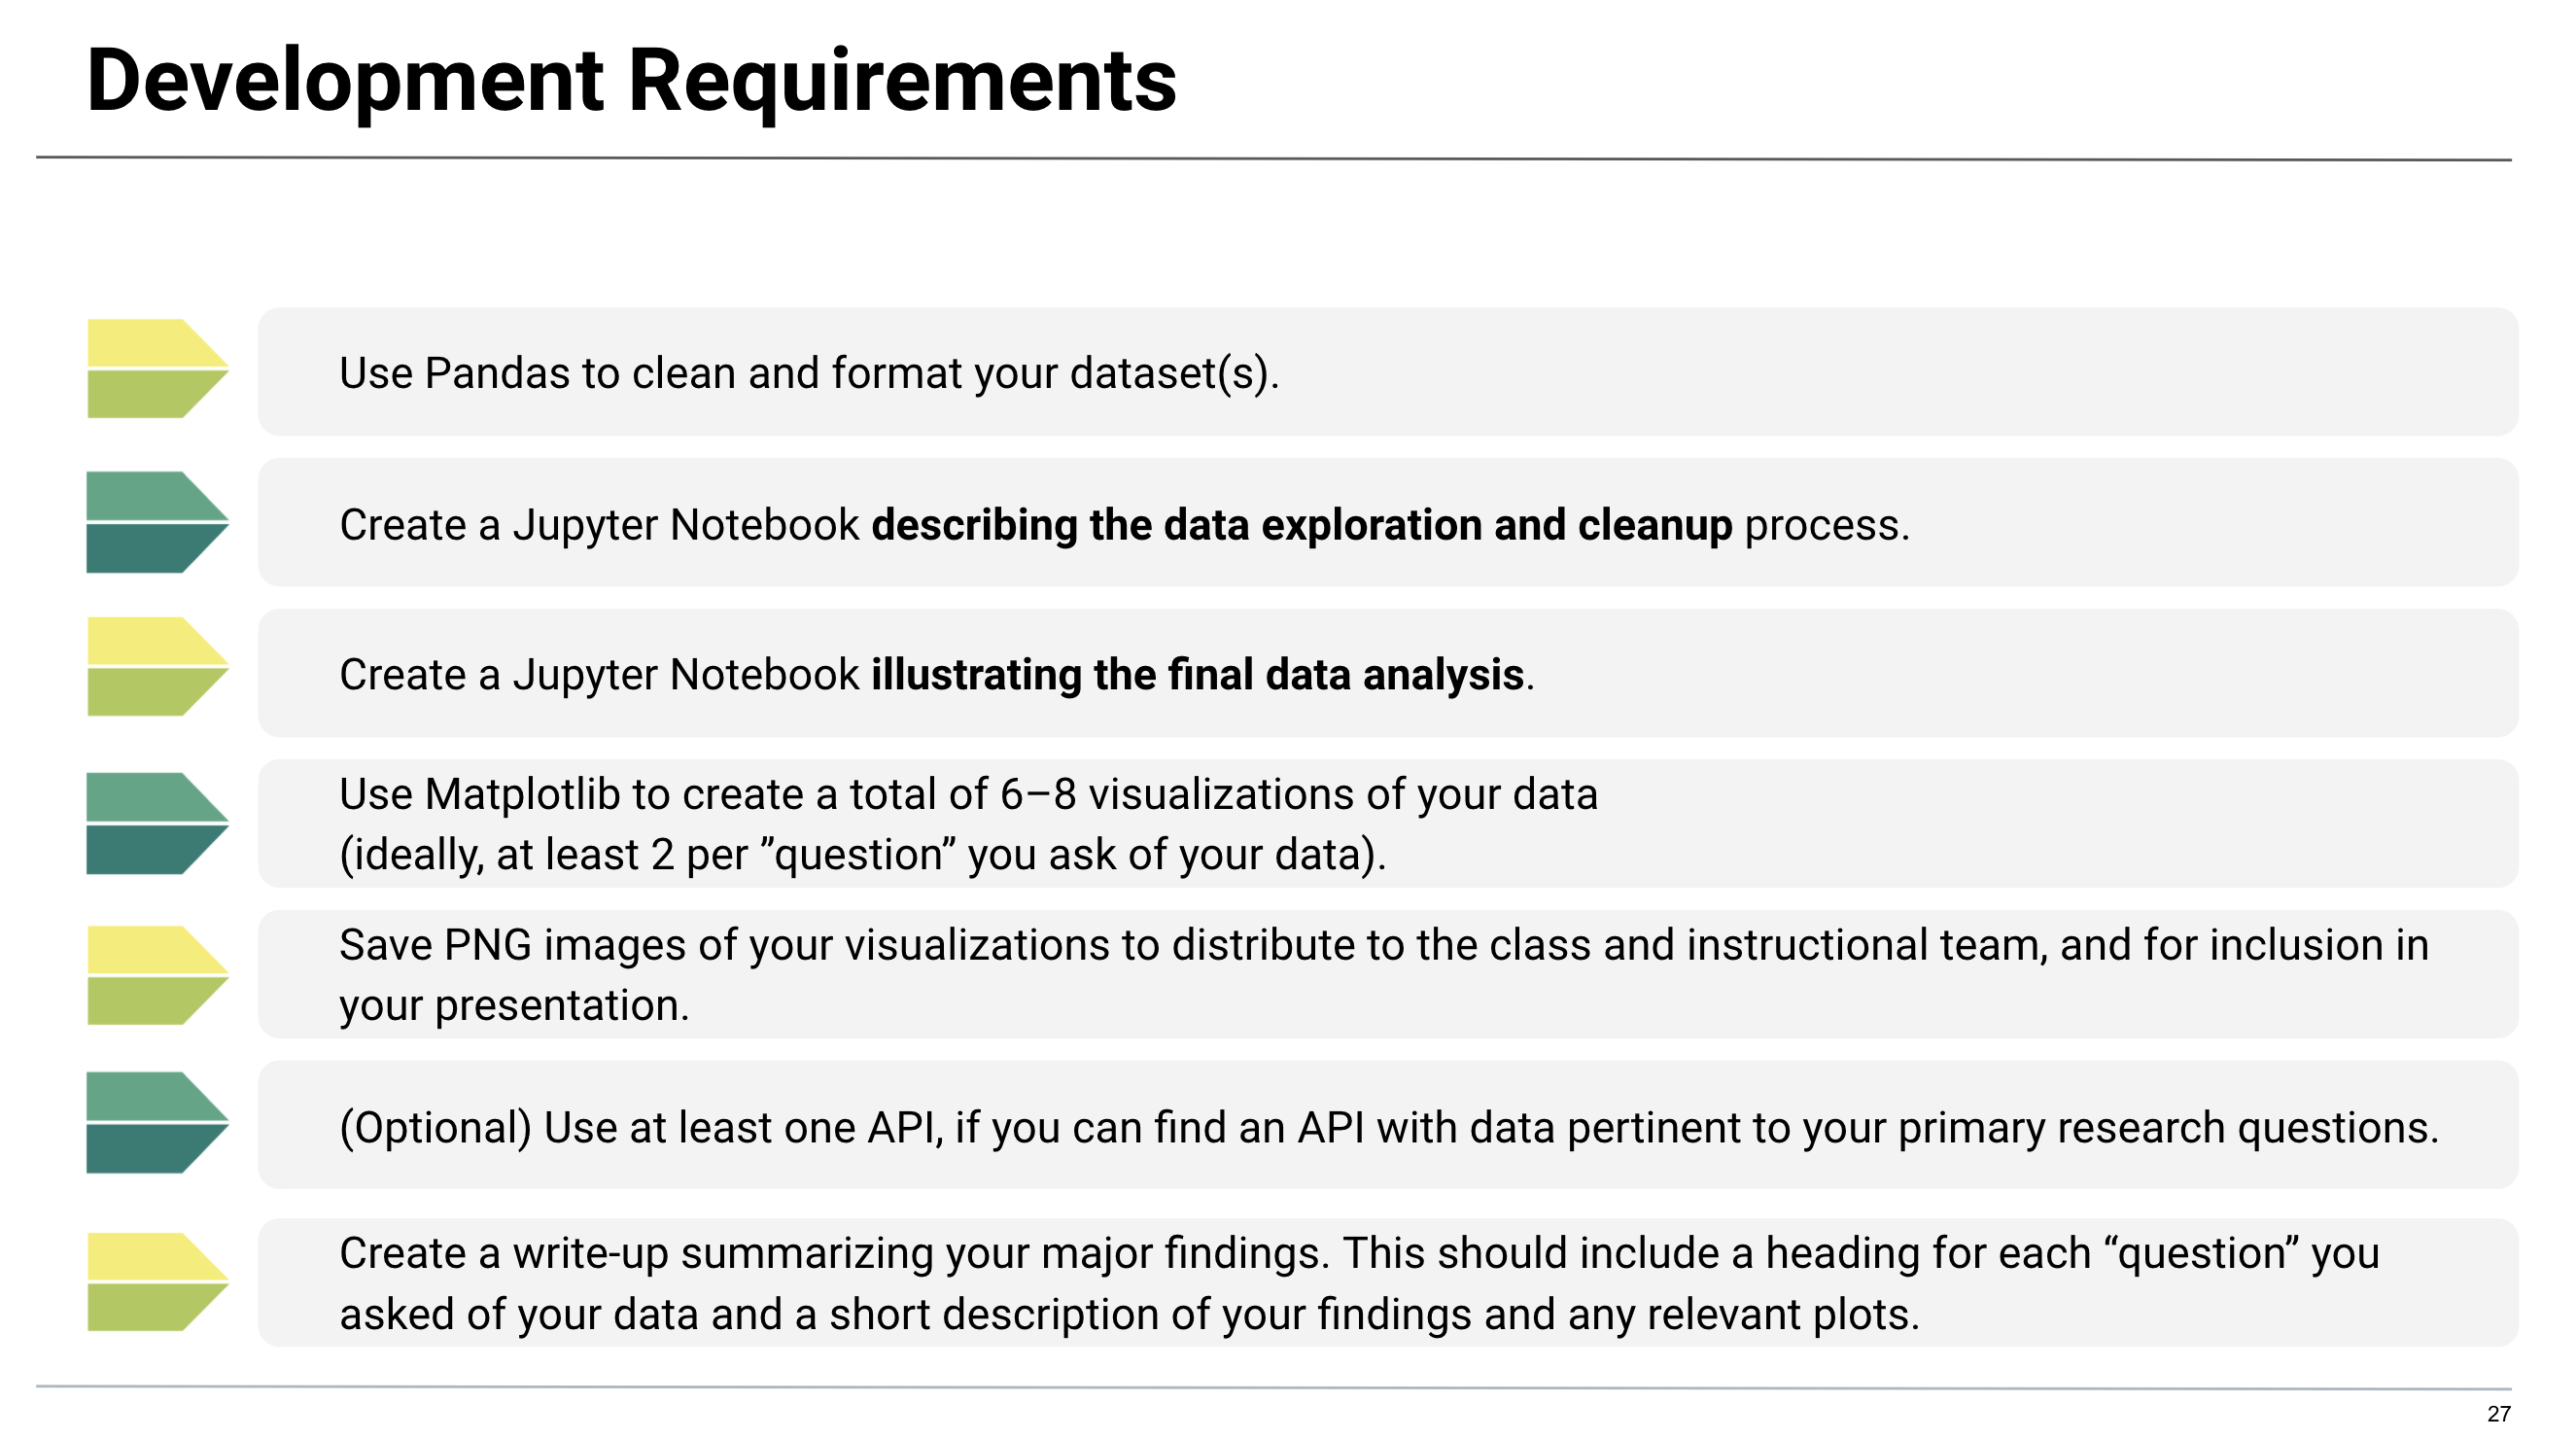 Development Requirements
Use Pandas to clean and format your dataset(s).
Create a Jupyter Notebook describing the data exploration and cleanup process.
Create a Jupyter Notebook illustrating the final data analysis.
Use Matplotlib to create a total of 6–8 visualizations of your data
(ideally, at least 2 per ”question” you ask of your data).
Save PNG images of your visualizations to distribute to the class and instructional team, and for inclusion in
your presentation.
(Optional) Use at least one API, if you can find an API with data pertinent to your primary research questions.
Create a write-up summarizing your major findings. This should include a heading for each “question” you
asked of your data and a short description of your findings and any relevant plots.
27